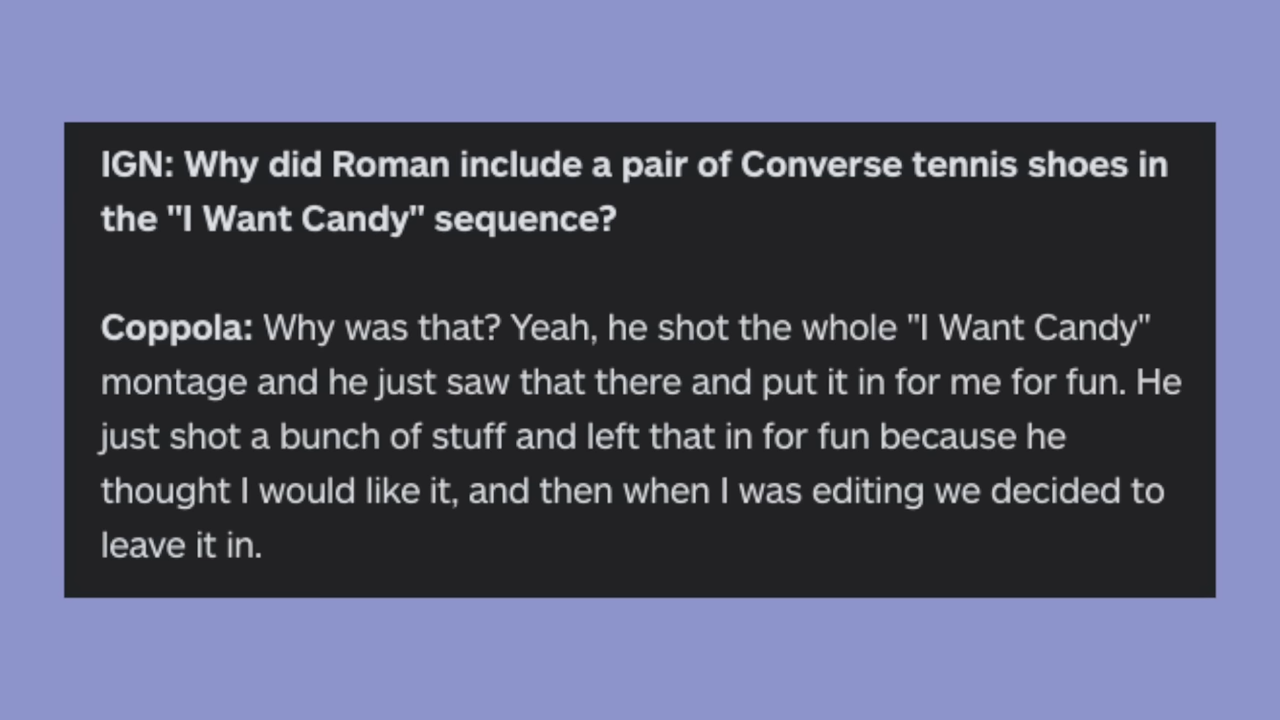 IGN: Why did Roman include a pair of Converse tennis shoes in
the "I Want Candy" sequence?
Coppola: Why was that? Yeah, he shot the whole "I Want Candy"
montage and he just saw that there and put it in for me for fun. He
just shot a bunch of stuff and left that in for fun because he
thought I would like it, and then when I was editing we decided to
leave it in.